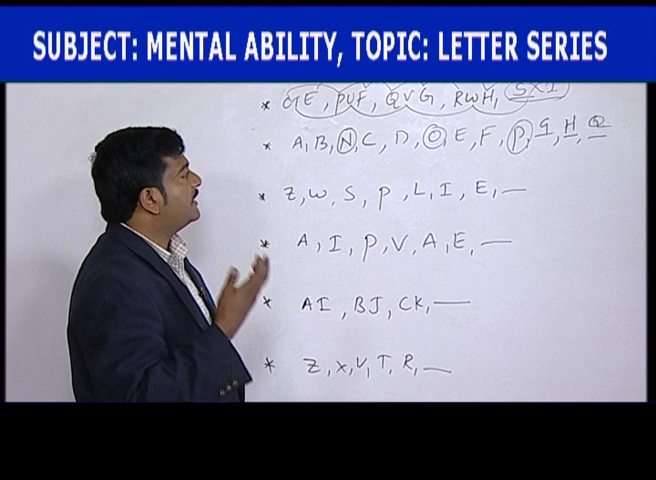 SUBJECT: MENTAL ABILITY, TOPIC: LETTER SERIES
* OTE, PUF, QVG, RWH, SXI
* A, B, N, C, D, O, E, F, P, G, H, Q
* Z, W, S, P, L, I, E, —
* A, I, P, V, A, E, —
* AI, BJ, CK, —
* Z, X, V, T, R, —